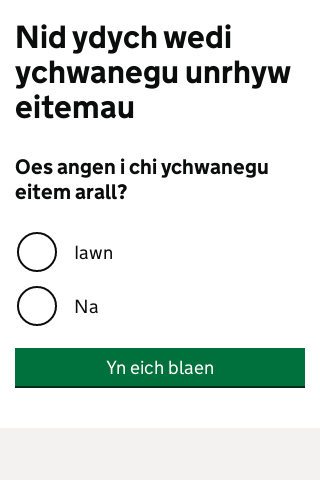 Nid ydych wedi
ychwanegu unrhyw
eitemau
Oes angen i chi ychwanegu
eitem arall?
Iawn
Na
Yn eich blaen